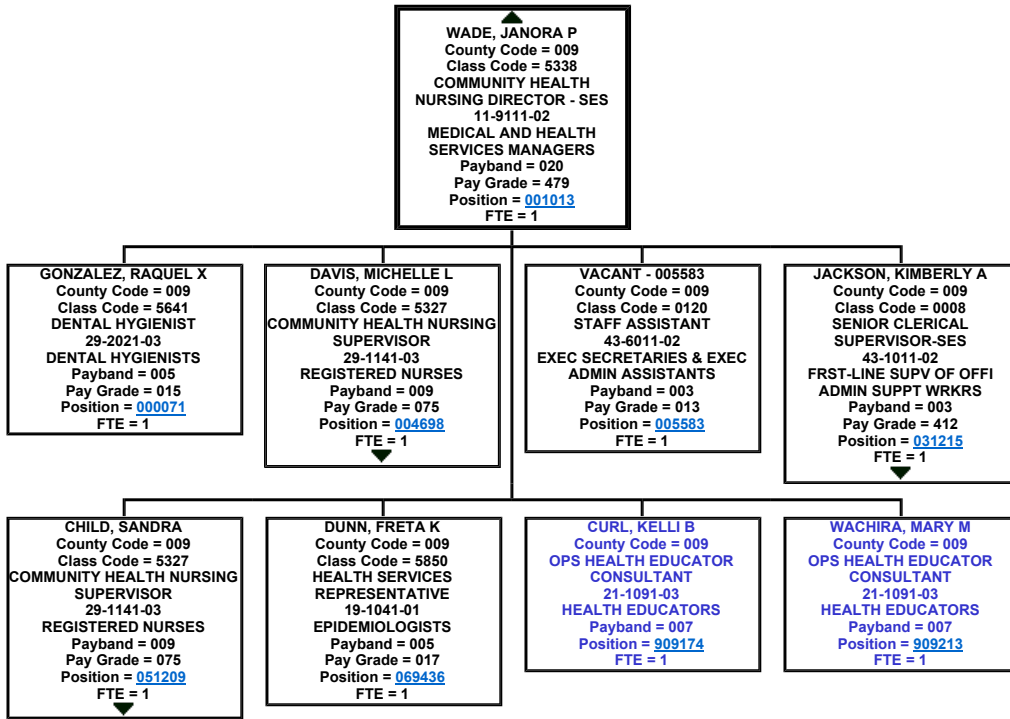 WADE, JANORA P
County Code = 009
Class Code = 5338
COMMUNITY HEALTH
NURSING DIRECTOR - SES
11-9111-02
MEDICAL AND HEALTH
SERVICES MANAGERS
Payband = 020
Pay Grade = 479
Position = 001013
FTE = 1
GONZALEZ, RAQUEL X
County Code = 009
Class Code = 5641
DENTAL HYGIENIST
29-2021-03
DENTAL HYGIENISTS
Payband = 005
Pay Grade = 015
Position = 000071
FTE = 1
DAVIS, MICHELLE L
County Code = 009
Class Code = 5327
COMMUNITY HEALTH NURSING
SUPERVISOR
29-1141-03
REGISTERED NURSES
Payband = 009
Pay Grade = 075
Position = 004698
FTE = 1
VACANT - 005583
County Code = 009
Class Code = 0120
STAFF ASSISTANT
43-6011-02
EXEC SECRETARIES & EXEC
ADMIN ASSISTANTS
Payband = 003
Pay Grade = 013
Position = 005583
FTE = 1
JACKSON, KIMBERLY A
County Code = 009
Class Code = 0008
SENIOR CLERICAL
SUPERVISOR-SES
43-1011-02
FRST-LINE SUPV OF OFFI
ADMIN SUPPT WRKRS
Payband = 003
Pay Grade = 412
Position = 031215
FTE = 1
CHILD, SANDRA
County Code = 009
Class Code = 5327
COMMUNITY HEALTH NURSING
SUPERVISOR
29-1141-03
REGISTERED NURSES
Payband = 009
Pay Grade = 075
Position = 051209
FTE = 1
DUNN, FRETA K
County Code = 009
Class Code = 5850
HEALTH SERVICES
REPRESENTATIVE
19-1041-01
EPIDEMIOLOGISTS
Payband = 005
Pay Grade = 017
Position = 069436
FTE = 1
CURL, KELLI B
County Code = 009
OPS HEALTH EDUCATOR
CONSULTANT
21-1091-03
HEALTH EDUCATORS
Payband = 007
Position = 909174
FTE = 1
WACHIRA, MARY M
County Code = 009
OPS HEALTH EDUCATOR
CONSULTANT
21-1091-03
HEALTH EDUCATORS
Payband = 007
Position = 909213
FTE = 1